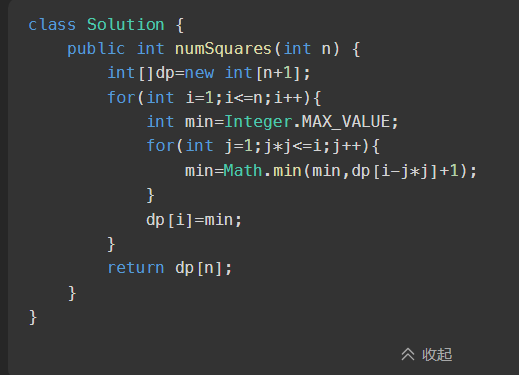 class Solution {
    public int numSquares(int n) {
        int[]dp=new int[n+1];
        for(int i=1;i<=n;i++){
            int min=Integer.MAX_VALUE;
            for(int j=1;j*j<=i;j++){
                min=Math.min(min,dp[i-j*j]+1);
            }
            dp[i]=min;
        }
        return dp[n];
    }
}
收起